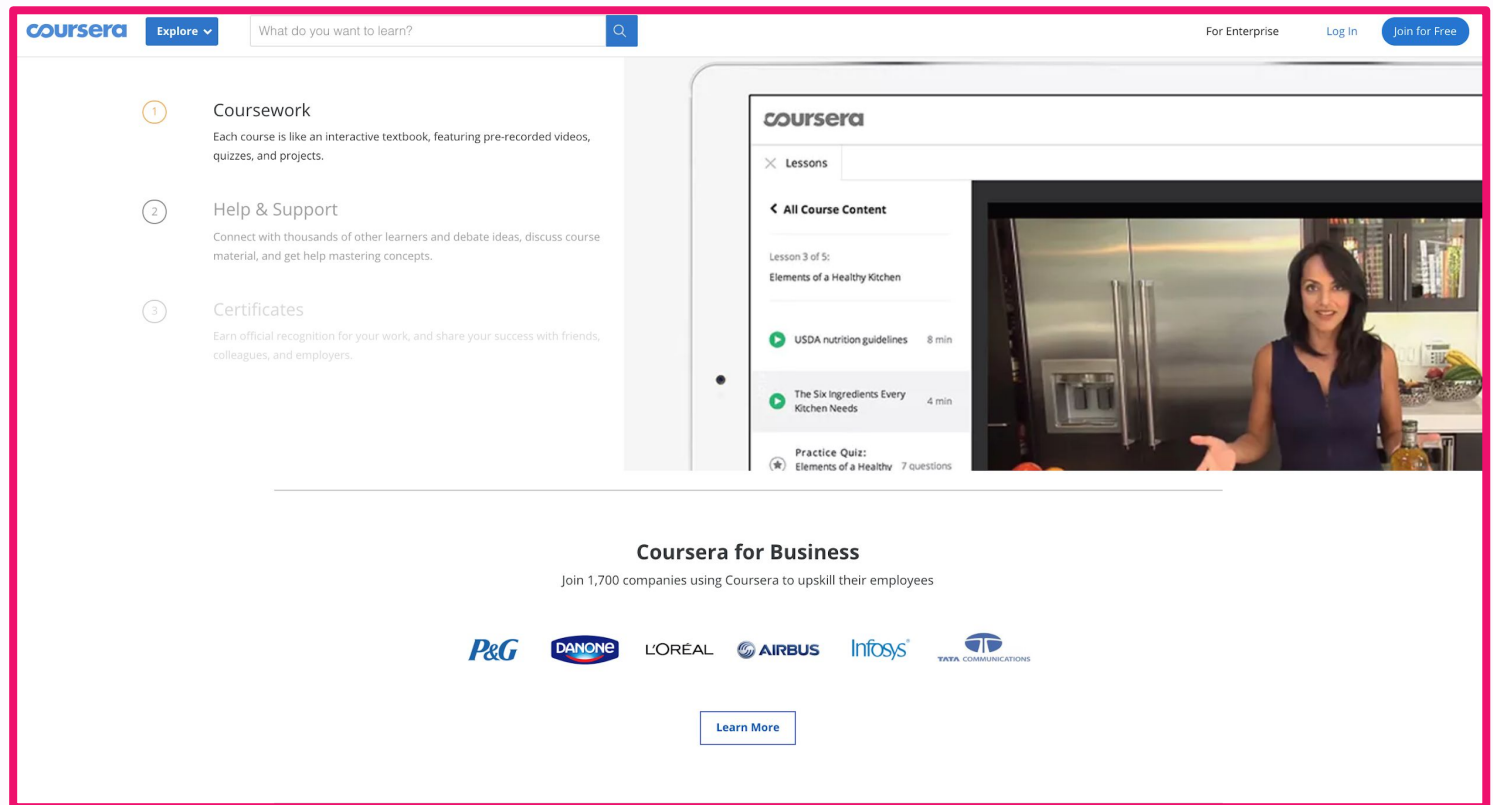 coursera
Explore
What do you want to learn?
For Enterprise
Log In
Join for Free
1
Coursework
Each course is like an interactive textbook, featuring pre-recorded videos,
quizzes, and projects.
2
Help & Support
Connect with thousands of other learners and debate ideas, discuss course
material, and get help mastering concepts.
3
Certificates
Earn official recognition for your work, and share your success with friends,
colleagues, and employers.
coursera
Lessons
All Course Content
Lesson 3 of 5:
Elements of a Healthy Kitchen
USDA nutrition guidelines 8 min
The Six Ingredients Every
Kitchen Needs 4 min
Practice Quiz:
Elements of a Healthy 7 questions
Coursera for Business
Join 1,700 companies using Coursera to upskill their employees
P&G
DANONE
L'ORÉAL
AIRBUS
Infosys®
TATA COMMUNICATIONS
Learn More